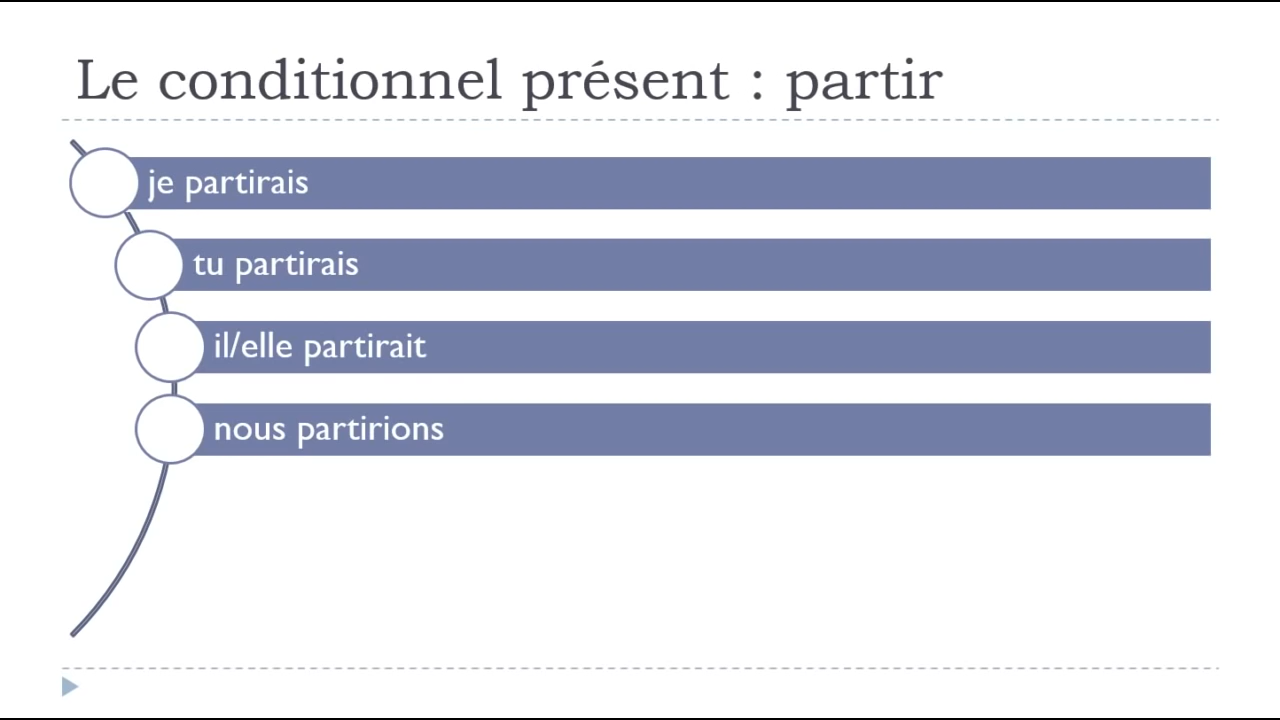 Le conditionnel présent : partir
je partirais
tu partirais
il/elle partirait
nous partirions